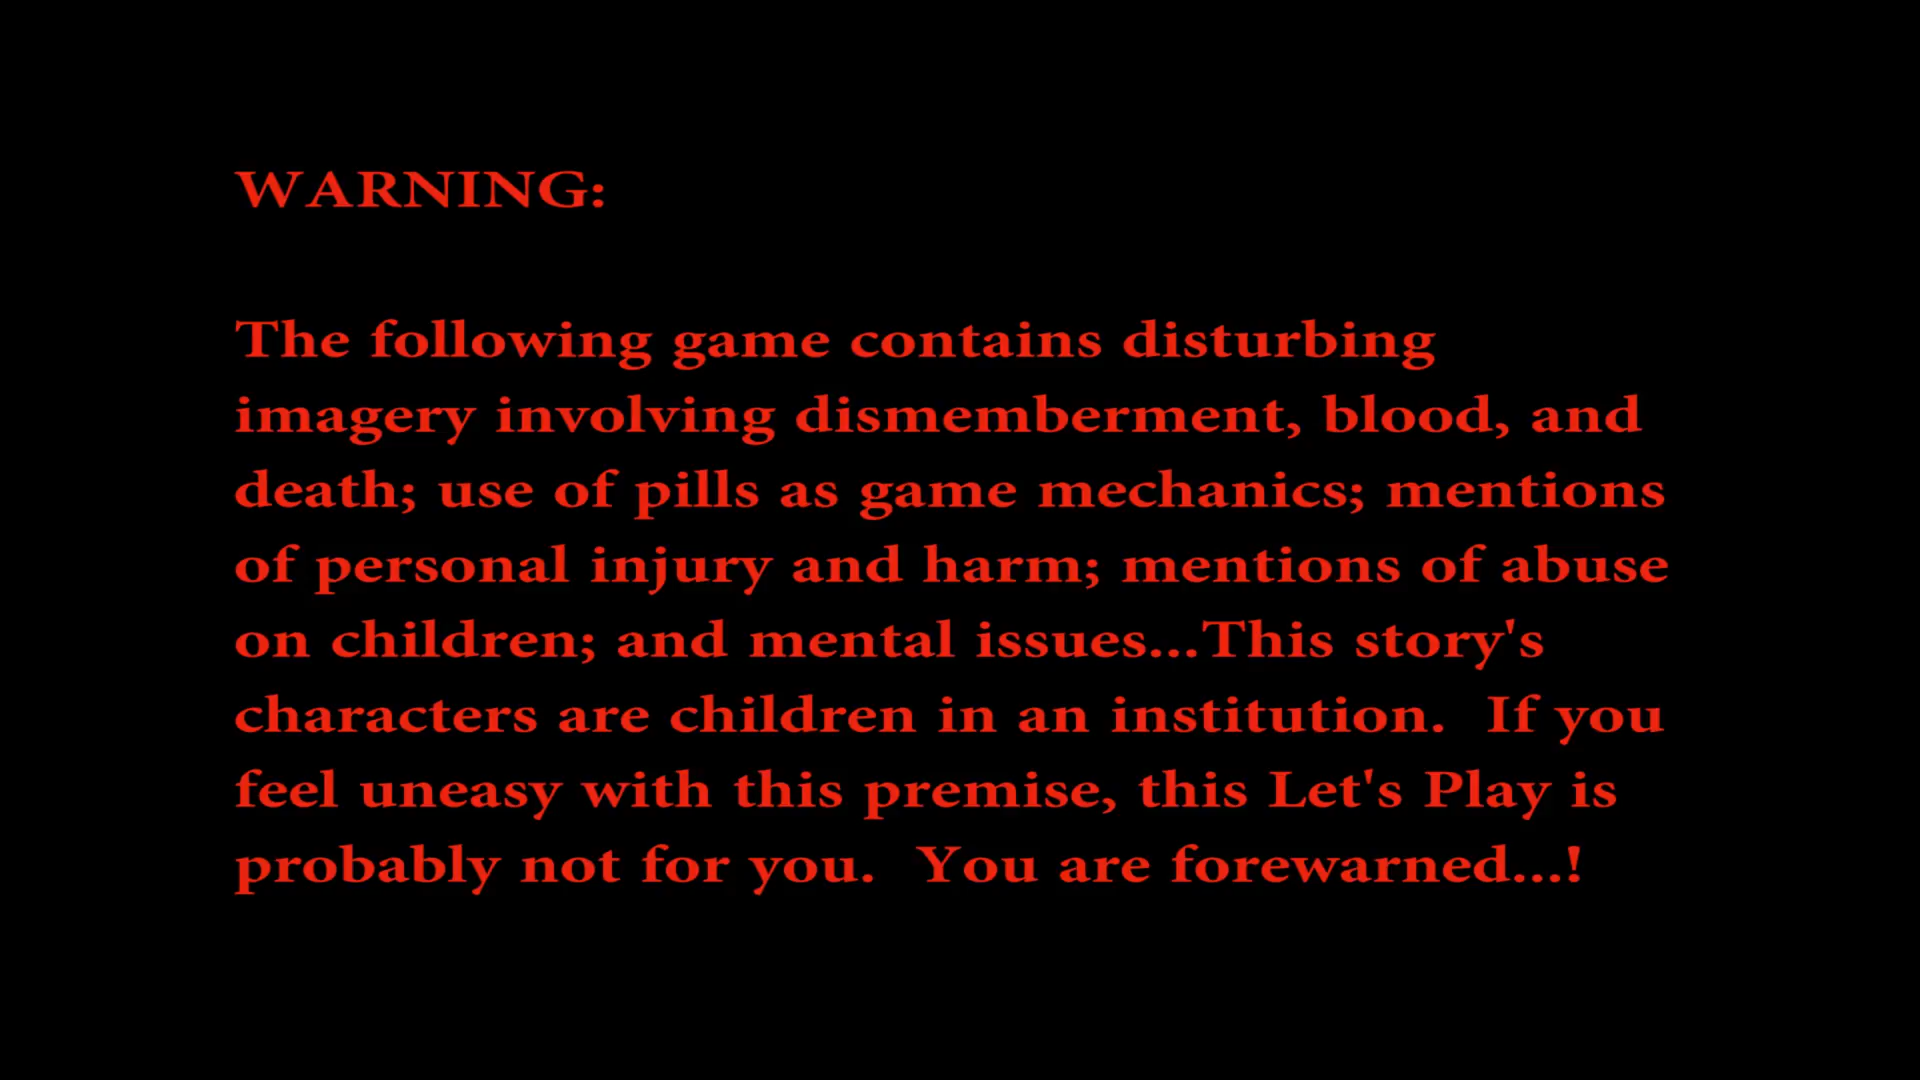 WARNING:
The following game contains disturbing
imagery involving dismemberment, blood, and
death; use of pills as game mechanics; mentions
of personal injury and harm; mentions of abuse
on children; and mental issues...This story's
characters are children in an institution.  If you
feel uneasy with this premise, this Let's Play is
probably not for you.  You are forewarned...!